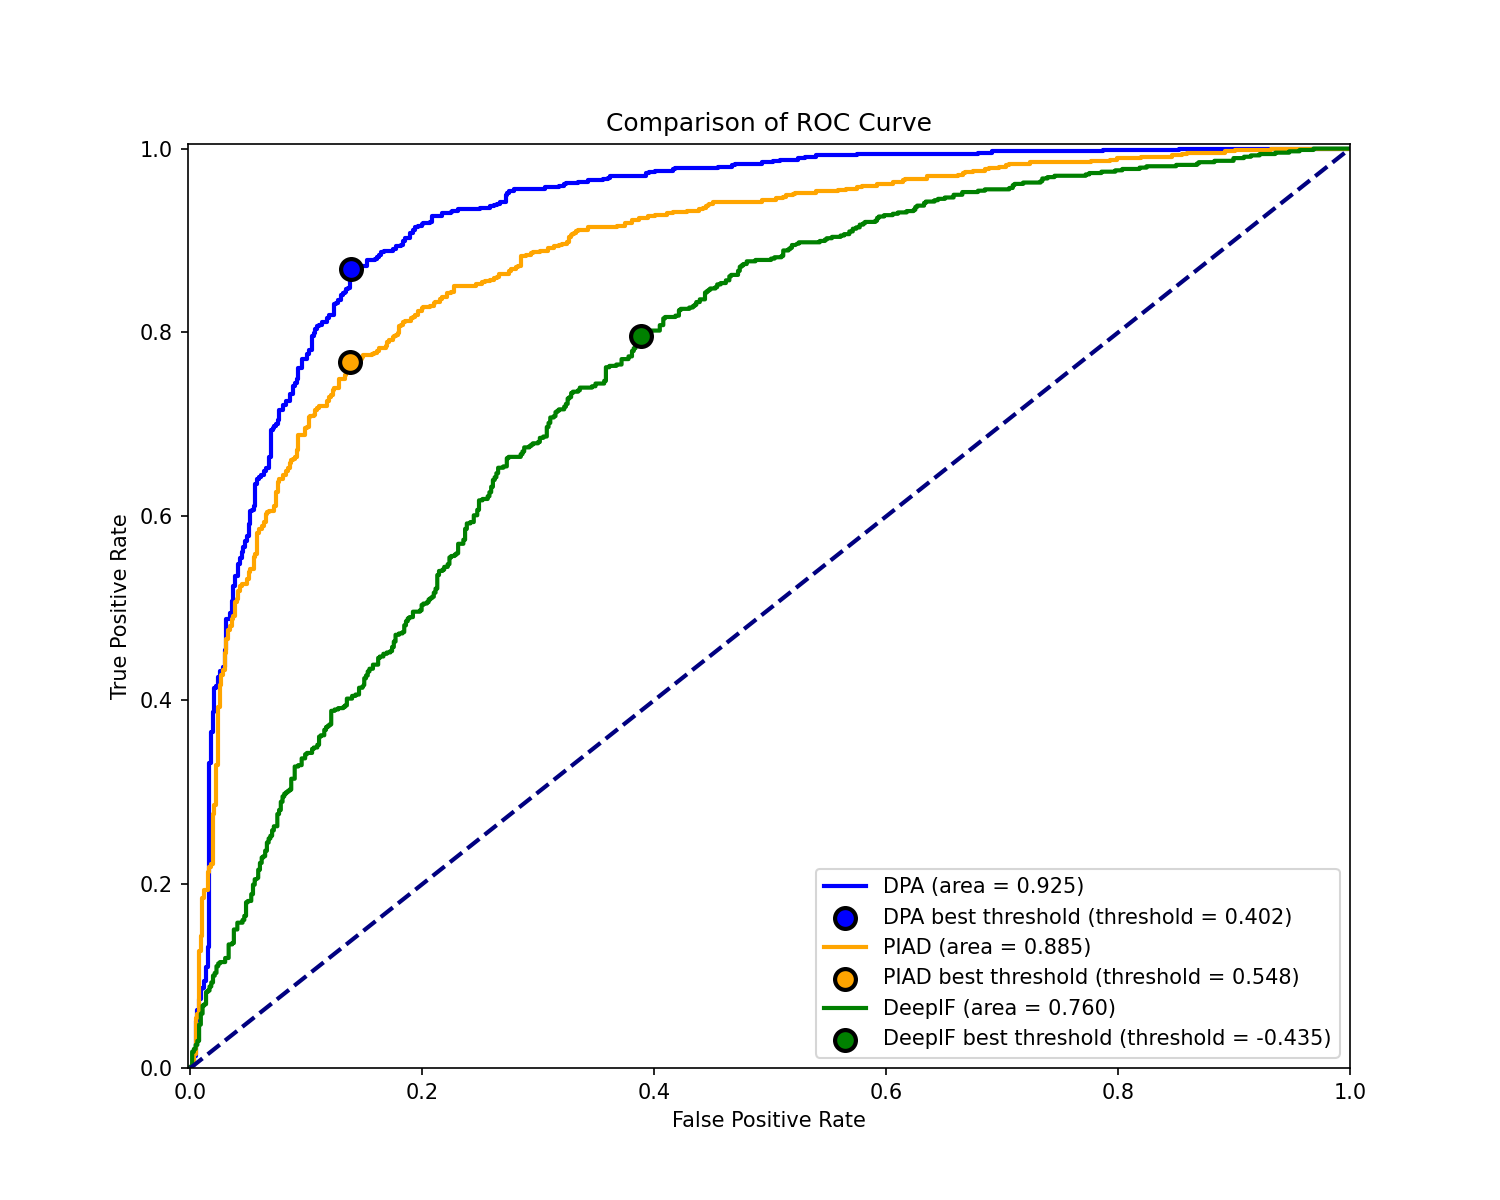 Comparison of ROC Curve
True Positive Rate
1.0
0.8
0.6
0.4
0.2
0.0
0.0 0.2 0.4 0.6 0.8 1.0
False Positive Rate
DPA (area = 0.925)
DPA best threshold (threshold = 0.402)
PIAD (area = 0.885)
PIAD best threshold (threshold = 0.548)
DeepIF (area = 0.760)
DeepIF best threshold (threshold = -0.435)